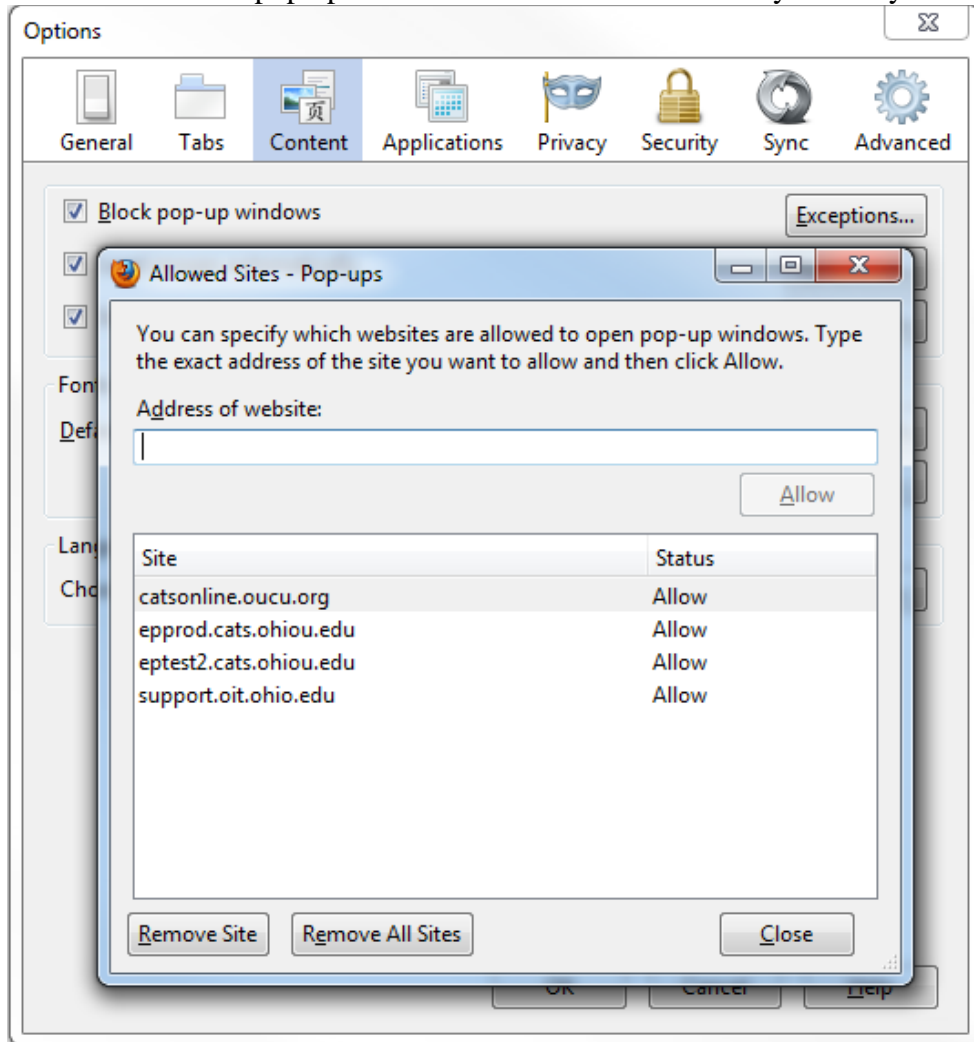 Options
General Tabs Content Applications Privacy Security Sync Advanced
页
Block pop-up windows
Exceptions...
Allowed Sites - Pop-ups
You can specify which websites are allowed to open pop-up windows. Type
the exact address of the site you want to allow and then click Allow.
Address of website:
Allow
Site Status
catsonline.oucu.org Allow
epprod.cats.ohiou.edu Allow
eptest2.cats.ohiou.edu Allow
support.oit.ohio.edu Allow
Remove Site Remove All Sites Close
OK Cancel Help